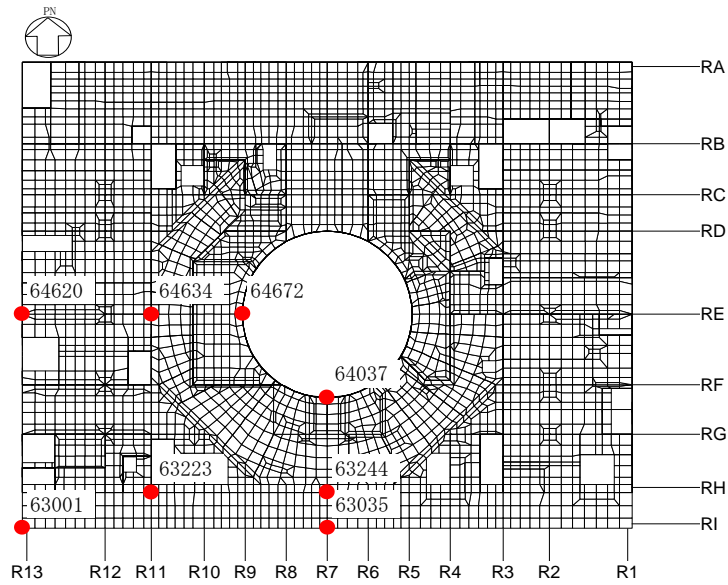 PN
RA
RB
RC
RD
64620 64634 64672
RE
64037
RF
RG
63223 63244
RH
63001 63035
RI
R13 R12 R11 R10 R9 R8 R7 R6 R5 R4 R3 R2 R1